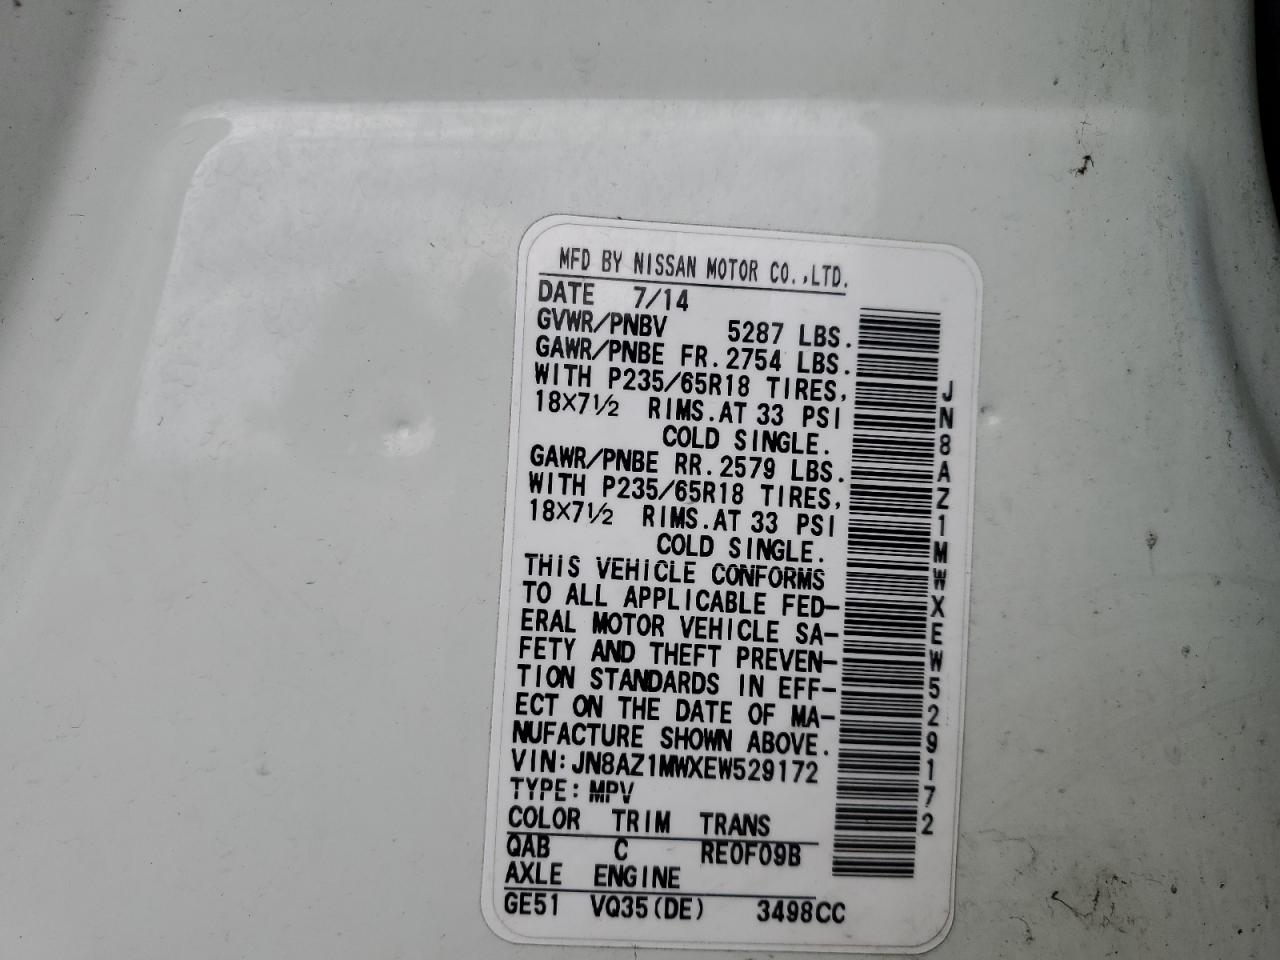 MFD BY NISSAN MOTOR CO.,LTD.
DATE 7/14
GVWR/PNBV 5287 LBS.
GAWR/PNBE FR. 2754 LBS.
WITH P235/65R18 TIRES,
18X7½ RIMS. AT 33 PSI
COLD SINGLE.
GAWR/PNBE RR. 2579 LBS.
WITH P235/65R18 TIRES,
18X7½ RIMS. AT 33 PSI
COLD SINGLE.
THIS VEHICLE CONFORMS
TO ALL APPLICABLE FED-
ERAL MOTOR VEHICLE SA-
FETY AND THEFT PREVEN-
TION STANDARDS IN EFF-
ECT ON THE DATE OF MA-
NUFACTURE SHOWN ABOVE.
VIN: JN8AZ1MWXEW529172
TYPE: MPV
COLOR TRIM TRANS
QAB C RE0F09B
AXLE ENGINE
GE51 VQ35(DE) 3498CC
JN8AZ1MWXEW529172